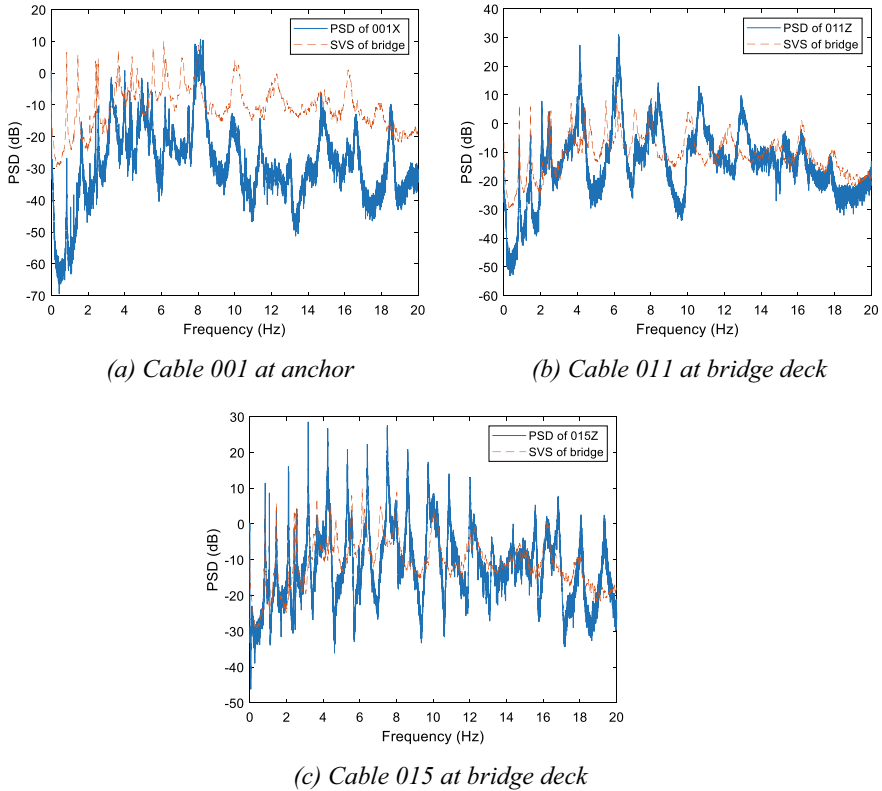 20
10
0
-10
-20
-30
-40
-50
-60
-70
PSD (dB)
PSD of 001X
SVS of bridge
0 2 4 6 8 10 12 14 16 18 20
Frequency (Hz)
(a) Cable 001 at anchor
40
30
20
10
0
-10
-20
-30
-40
-50
-60
PSD (dB)
PSD of 011Z
SVS of bridge
0 2 4 6 8 10 12 14 16 18 20
Frequency (Hz)
(b) Cable 011 at bridge deck
30
20
10
0
-10
-20
-30
-40
-50
PSD (dB)
PSD of 015Z
SVS of bridge
0 2 4 6 8 10 12 14 16 18 20
Frequency (Hz)
(c) Cable 015 at bridge deck